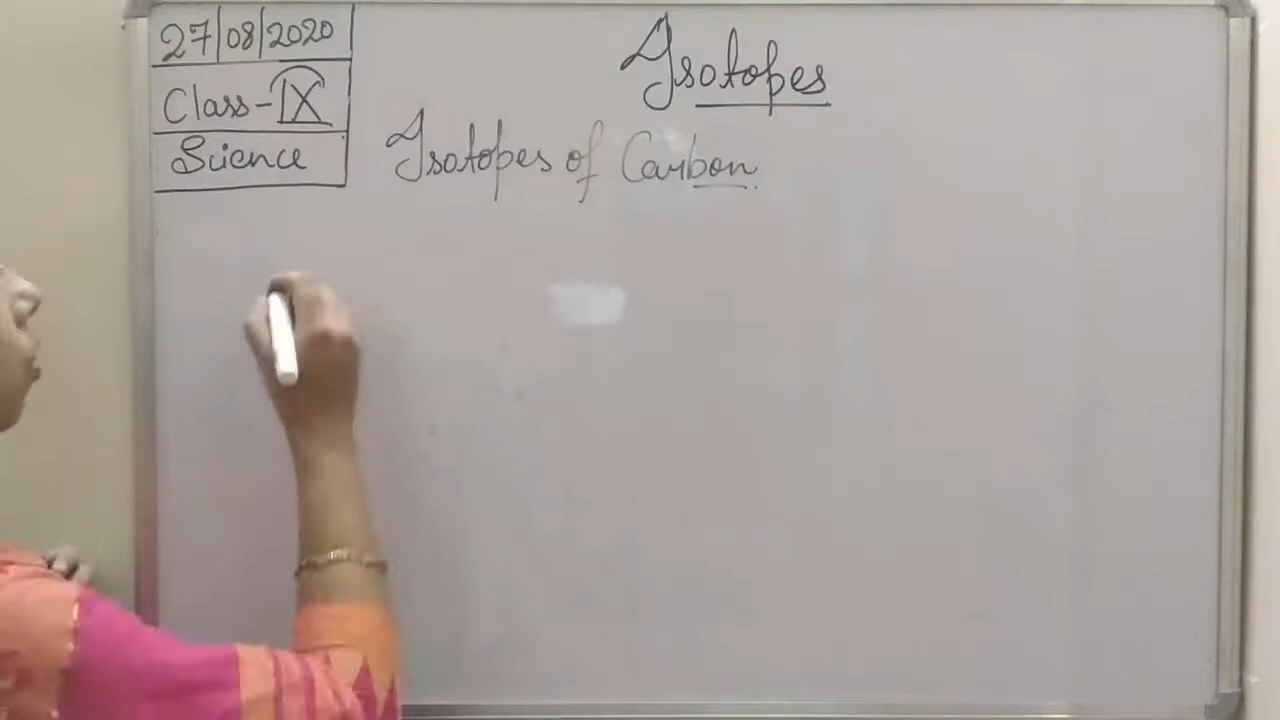 27/08/2020
Class-IX
Science
Isotopes
Isotopes of Carbon.